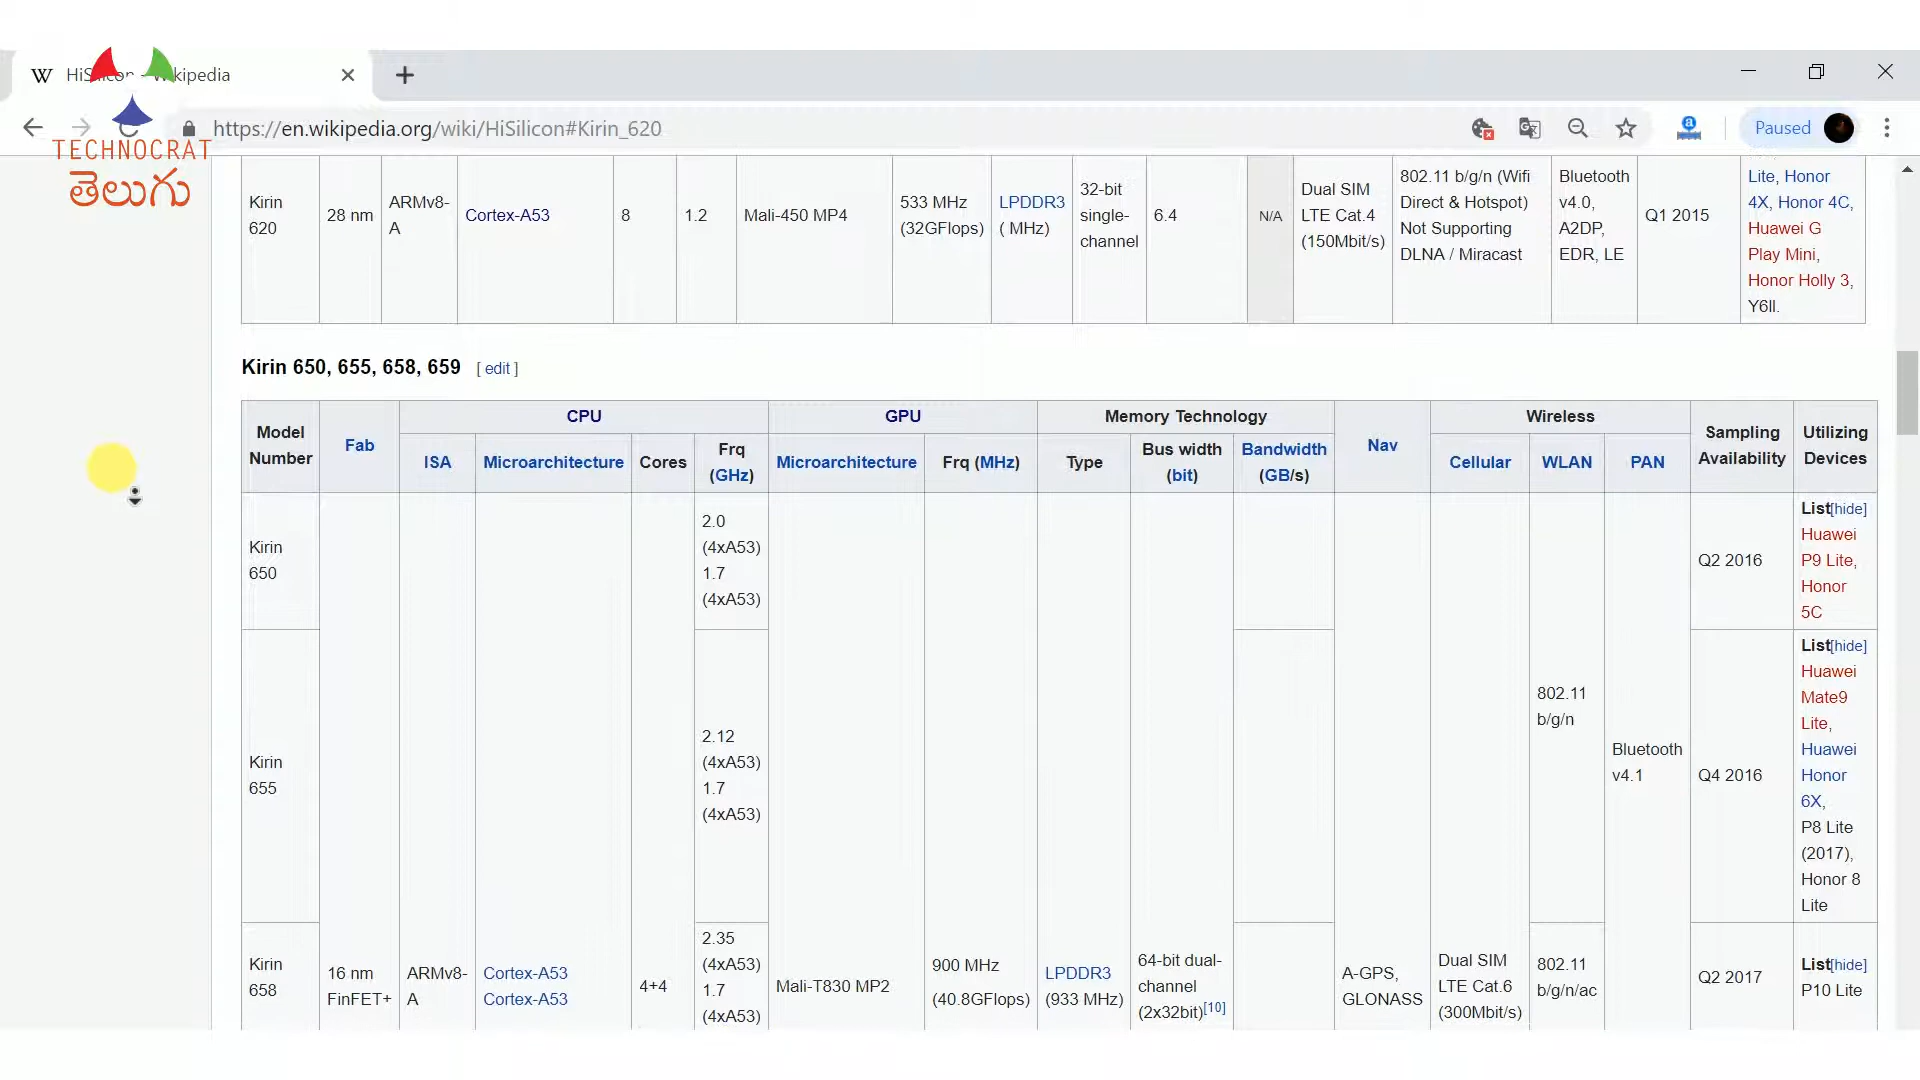 HiSilicon - Wikipedia
https://en.wikipedia.org/wiki/HiSilicon#Kirin_620
Paused
TECHNOCRAT
తెలుగు
Kirin
620
28 nm
ARMv8-
A
Cortex-A53
8
1.2
Mali-450 MP4
533 MHz
(32GFlops)
LPDDR3
( MHz)
32-bit
single-
channel
6.4
N/A
Dual SIM
LTE Cat.4
(150Mbit/s)
802.11 b/g/n (Wifi
Direct & Hotspot)
Not Supporting
DLNA / Miracast
Bluetooth
v4.0,
A2DP,
EDR, LE
Q1 2015
Lite, Honor
4X, Honor 4C,
Huawei G
Play Mini,
Honor Holly 3,
Y6ll.
Kirin 650, 655, 658, 659 [ edit ]
Model
Number
Fab
CPU
GPU
Memory Technology
Nav
Wireless
Sampling
Availability
Utilizing
Devices
ISA
Microarchitecture
Cores
Frq
(GHz)
Microarchitecture
Frq (MHz)
Type
Bus width
(bit)
Bandwidth
(GB/s)
Cellular
WLAN
PAN
Kirin
650
2.0
(4xA53)
1.7
(4xA53)
Q2 2016
List[hide]
Huawei
P9 Lite,
Honor
5C
Kirin
655
2.12
(4xA53)
1.7
(4xA53)
802.11
b/g/n
Bluetooth
v4.1
Q4 2016
List[hide]
Huawei
Mate9
Lite,
Huawei
Honor
6X,
P8 Lite
(2017),
Honor 8
Lite
Kirin
658
16 nm
FinFET+
ARMv8-
A
Cortex-A53
Cortex-A53
4+4
2.35
(4xA53)
1.7
(4xA53)
Mali-T830 MP2
900 MHz
(40.8GFlops)
LPDDR3
(933 MHz)
64-bit dual-
channel
(2x32bit)[10]
A-GPS,
GLONASS
Dual SIM
LTE Cat.6
(300Mbit/s)
802.11
b/g/n/ac
Q2 2017
List[hide]
P10 Lite